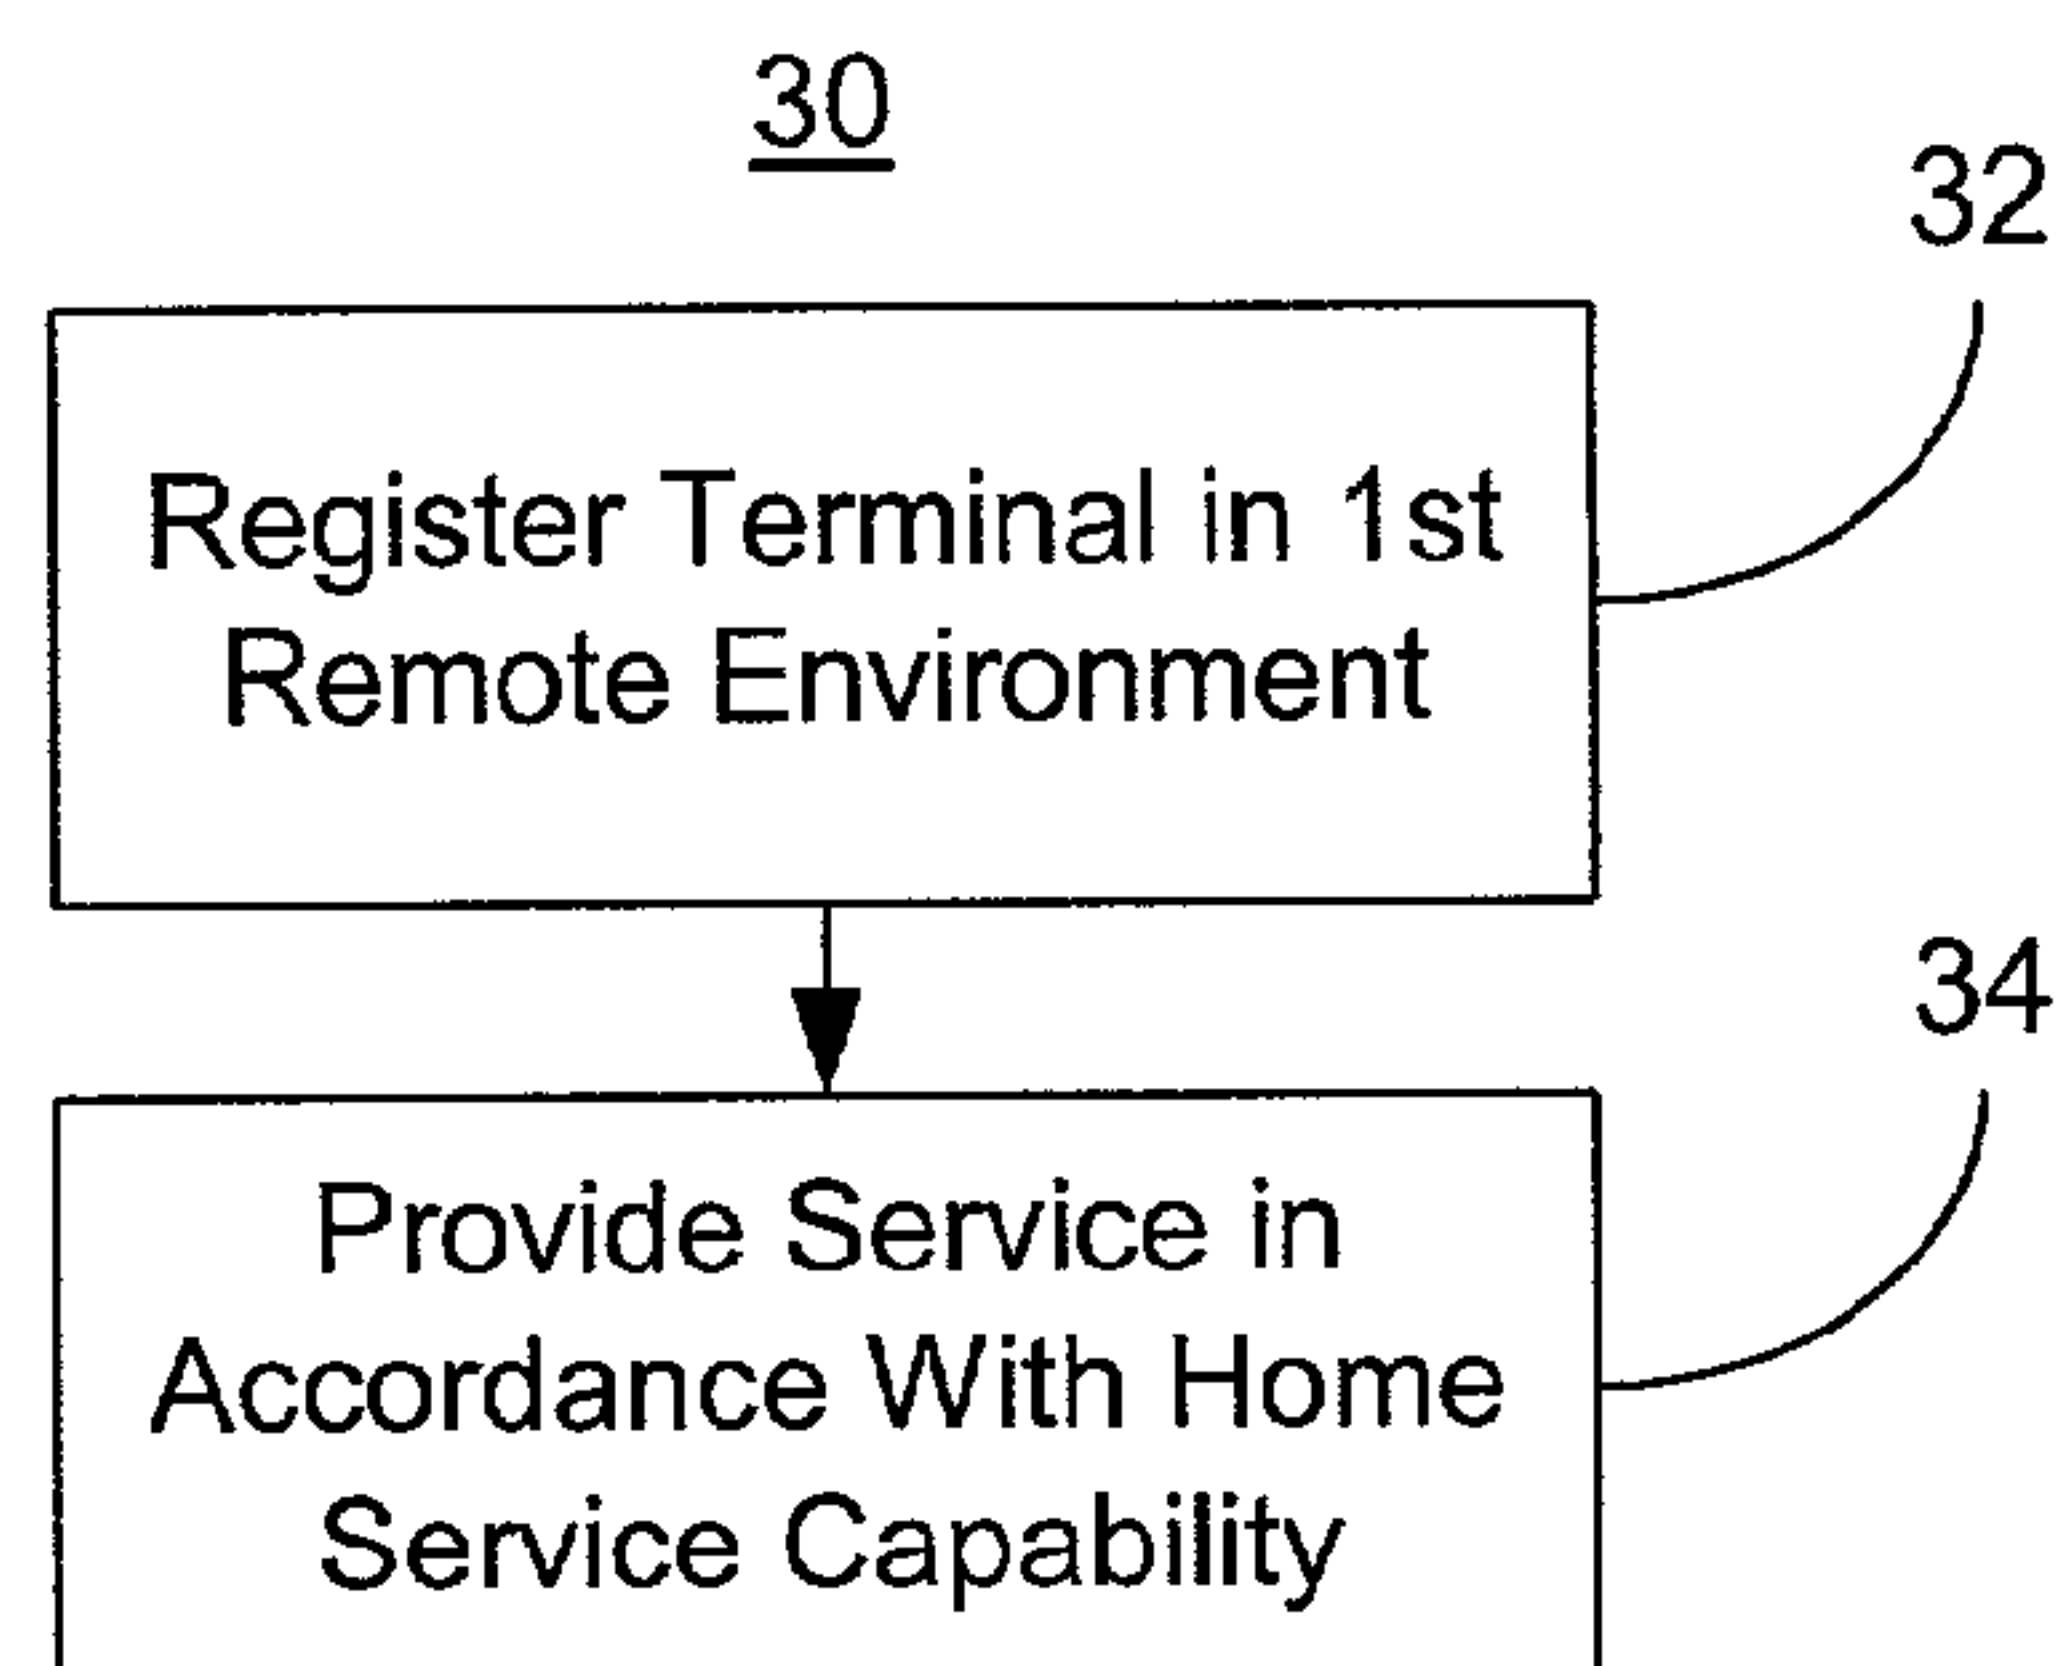 30
32
Register Terminal in 1st
Remote Environment
34
Provide Service in
Accordance With Home
Service Capability